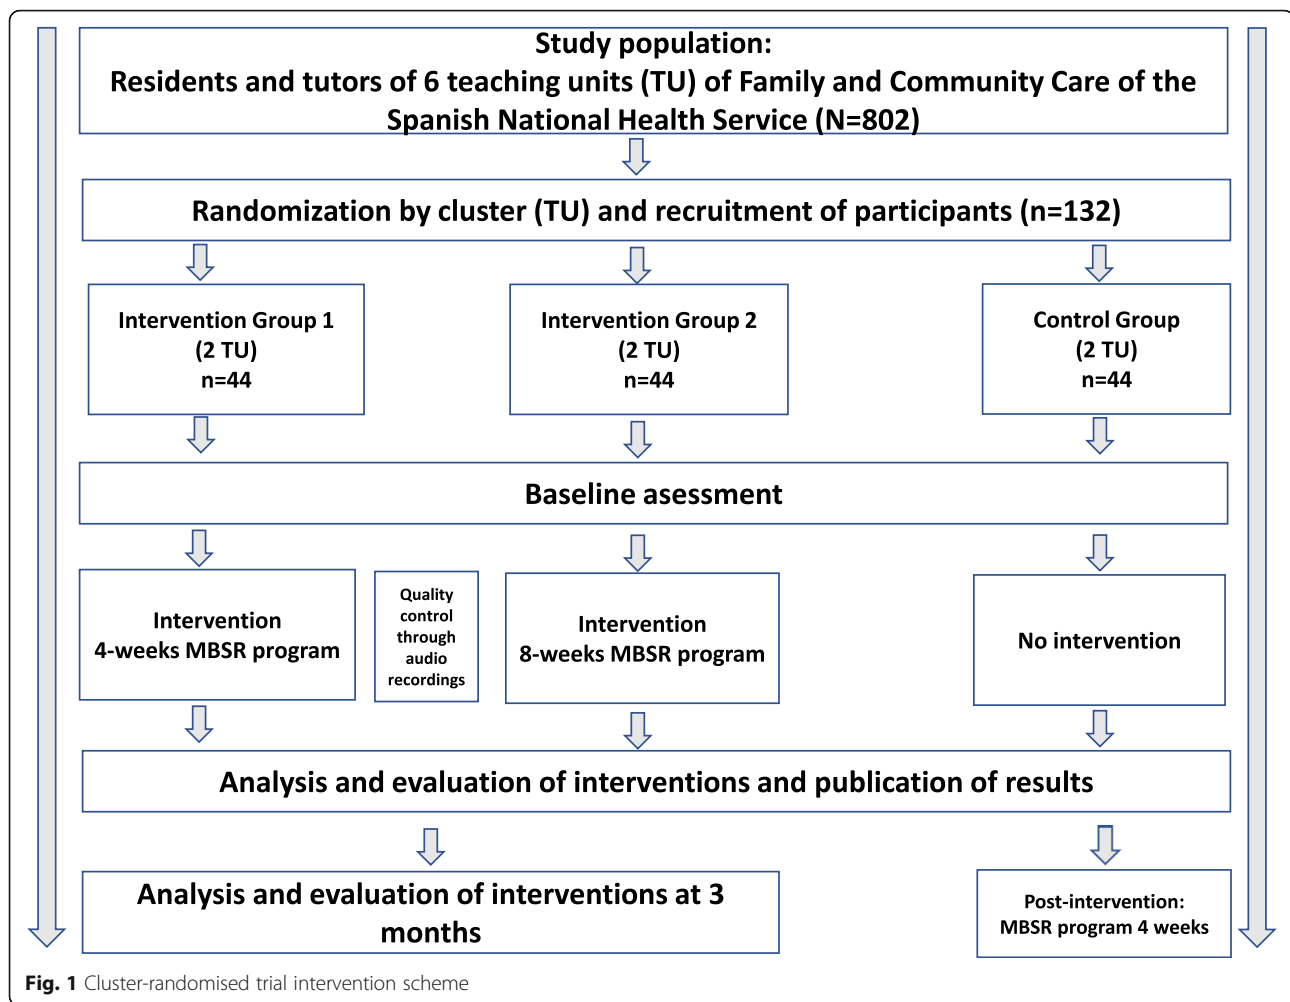 Study population:
Residents and tutors of 6 teaching units (TU) of Family and Community Care of the
Spanish National Health Service (N=802)
Randomization by cluster (TU) and recruitment of participants (n=132)
Intervention Group 1
(2 TU)
n=44
Intervention Group 2
(2 TU)
n=44
Control Group
(2 TU)
n=44
Baseline asessment
Intervention
4-weeks MBSR program
Quality
control
through
audio
recordings
Intervention
8-weeks MBSR program
No intervention
Analysis and evaluation of interventions and publication of results
Analysis and evaluation of interventions at 3
months
Post-intervention:
MBSR program 4 weeks
Fig. 1 Cluster-randomised trial intervention scheme